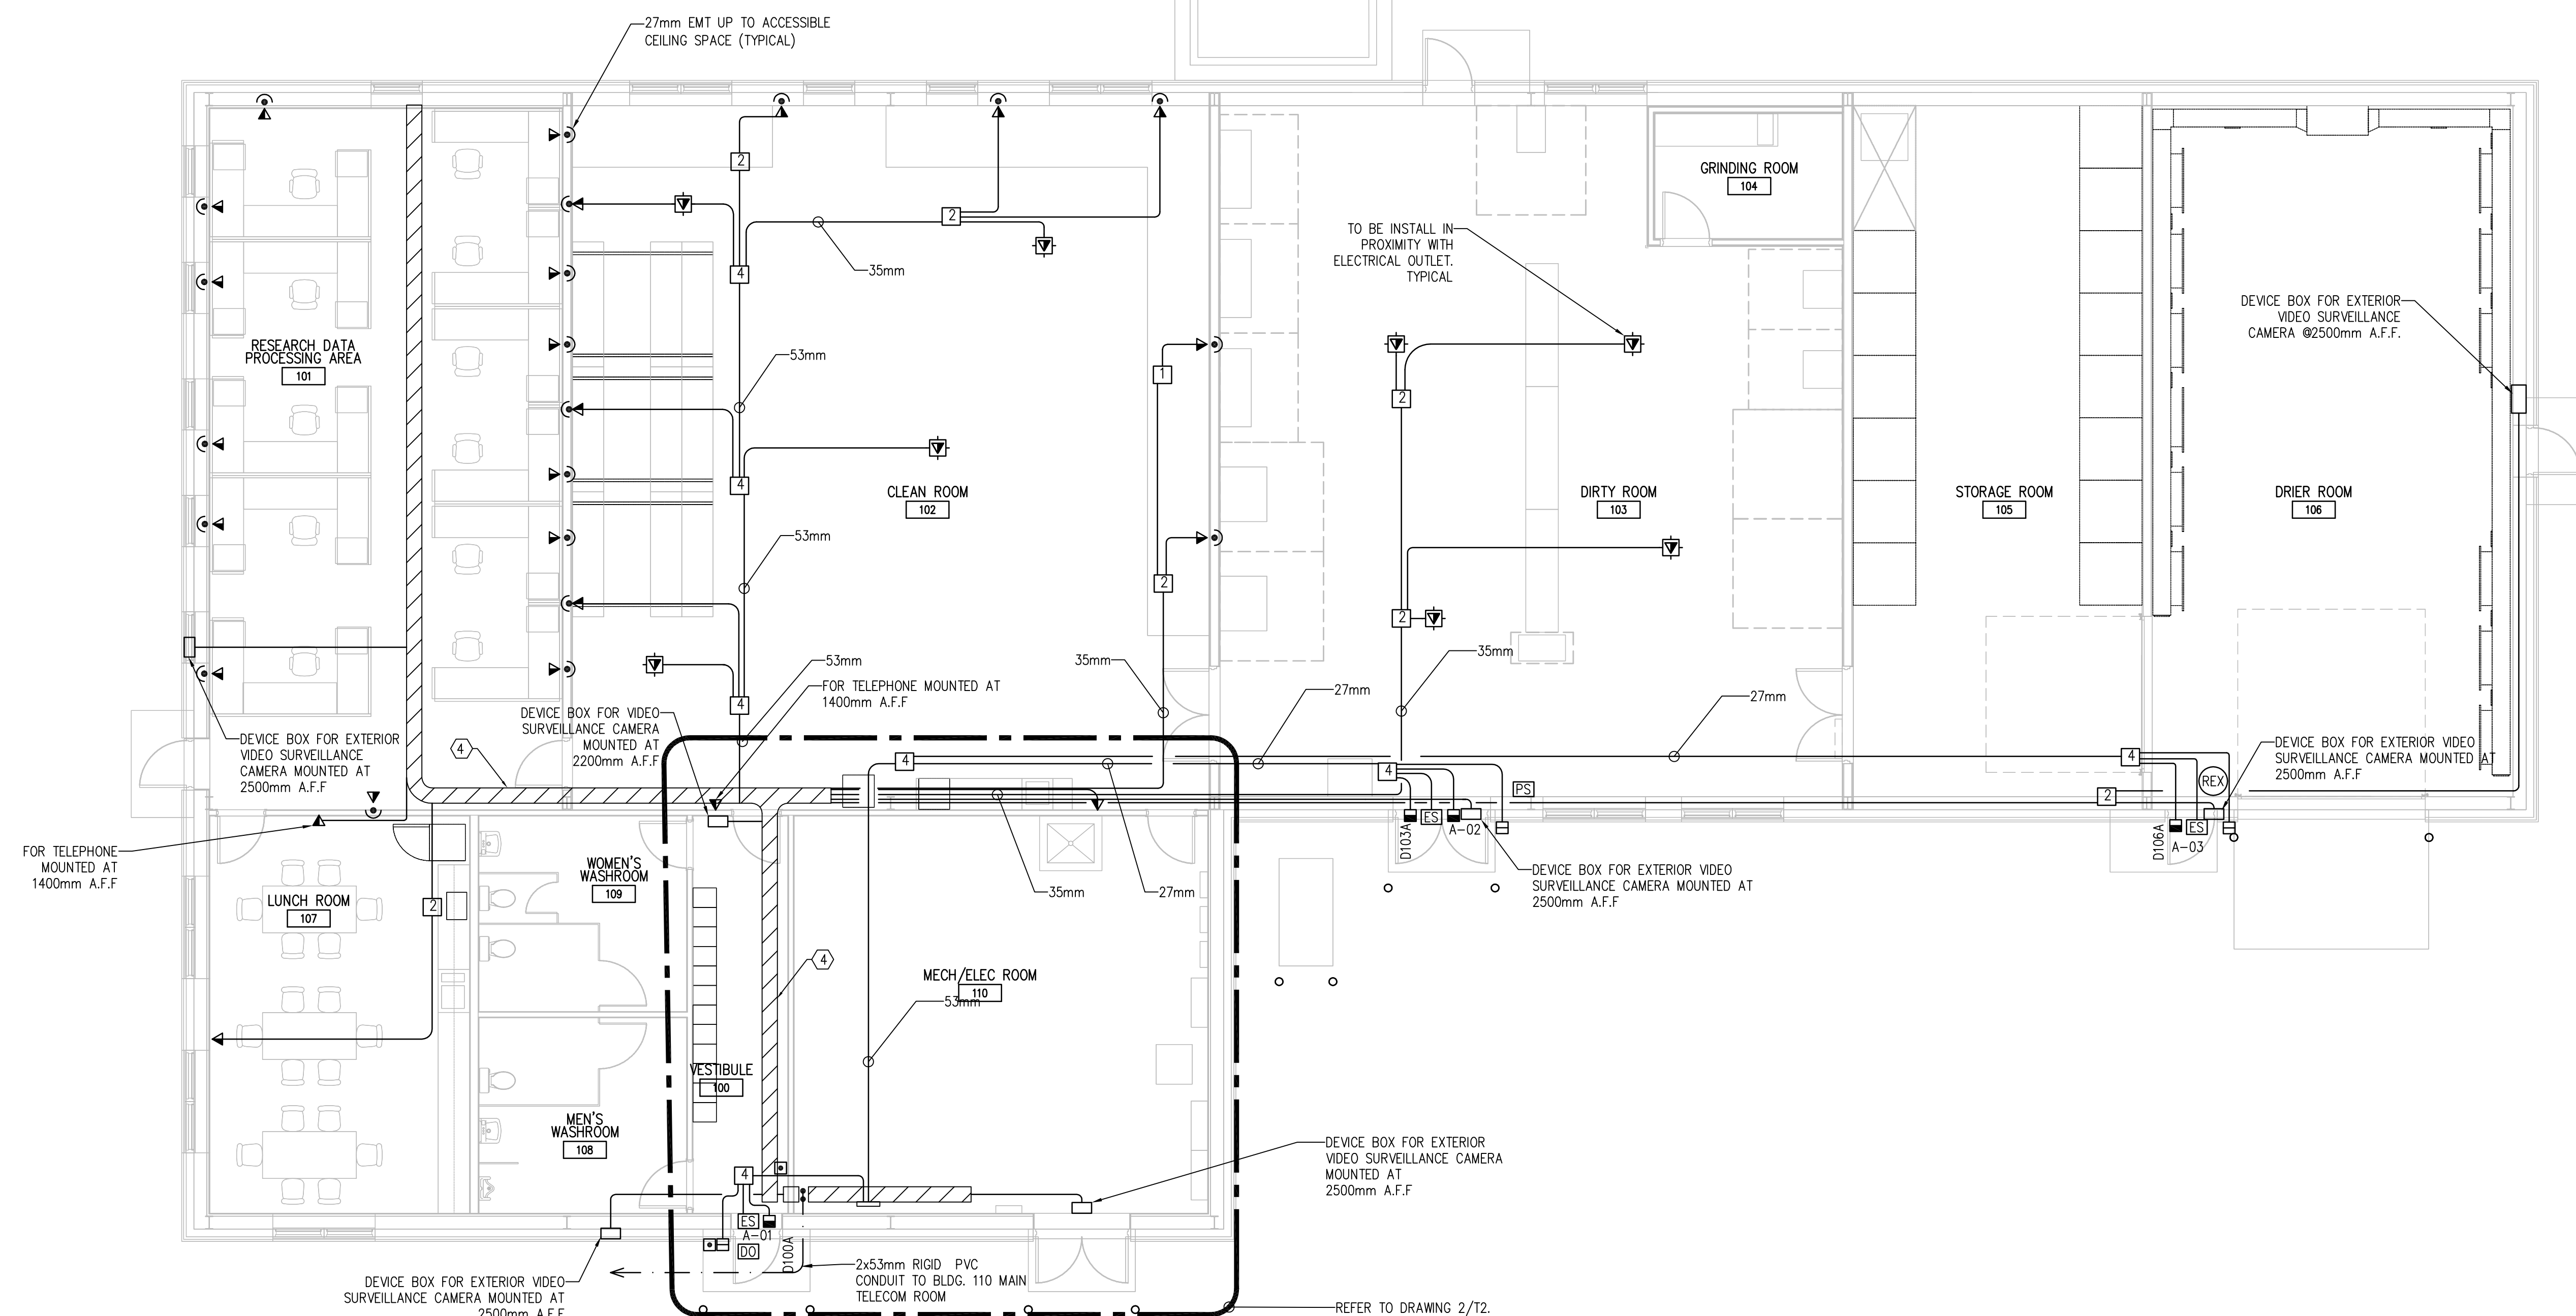 27mm EMT UP TO ACCESSIBLE
CEILING SPACE (TYPICAL)
2
GRINDING ROOM
104
4
2
35mm
TO BE INSTALL IN
PROXIMITY WITH
ELECTRICAL OUTLET.
TYPICAL
DEVICE BOX FOR EXTERIOR
VIDEO SURVEILLANCE
CAMERA @2500mm A.F.F.
RESEARCH DATA
PROCESSING AREA
101
53mm
1
2
4
CLEAN ROOM
102
DIRTY ROOM
103
STORAGE ROOM
105
DRIER ROOM
106
53mm
2
2
53mm
FOR TELEPHONE MOUNTED AT
1400mm A.F.F
35mm
35mm
27mm
27mm
4
DEVICE BOX FOR VIDEO
SURVEILLANCE CAMERA
MOUNTED AT
2200mm A.F.F
DEVICE BOX FOR EXTERIOR
VIDEO SURVEILLANCE
CAMERA MOUNTED AT
2500mm A.F.F
4
4
4
4
PS
2
REX
DEVICE BOX FOR EXTERIOR VIDEO
SURVEILLANCE CAMERA MOUNTED AT
2500mm A.F.F
D103A
ES
A-02
D106A
ES
A-03
FOR TELEPHONE
MOUNTED AT
1400mm A.F.F
LUNCH ROOM
107
2
WOMEN'S
WASHROOM
109
35mm
27mm
DEVICE BOX FOR EXTERIOR VIDEO
SURVEILLANCE CAMERA MOUNTED AT
2500mm A.F.F
4
MECH/ELEC ROOM
110
53mm
VESTIBULE
100
MEN'S
WASHROOM
108
DEVICE BOX FOR EXTERIOR
VIDEO SURVEILLANCE CAMERA
MOUNTED AT
2500mm A.F.F
4
ES
A-01
DO
D100A
2x53mm RIGID PVC
CONDUIT TO BLDG. 110 MAIN
TELECOM ROOM
DEVICE BOX FOR EXTERIOR VIDEO
SURVEILLANCE CAMERA MOUNTED AT
2500mm A.F.F
REFER TO DRAWING 2/T2.